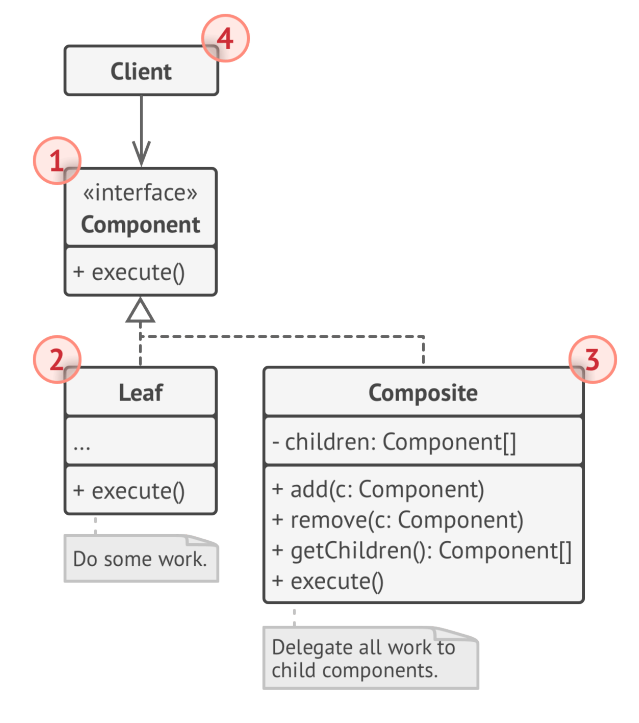 4
Client
1
«interface»
Component
+ execute()
2
Leaf
...
+ execute()
Do some work.
3
Composite
- children: Component[]
+ add(c: Component)
+ remove(c: Component)
+ getChildren(): Component[]
+ execute()
Delegate all work to
child components.